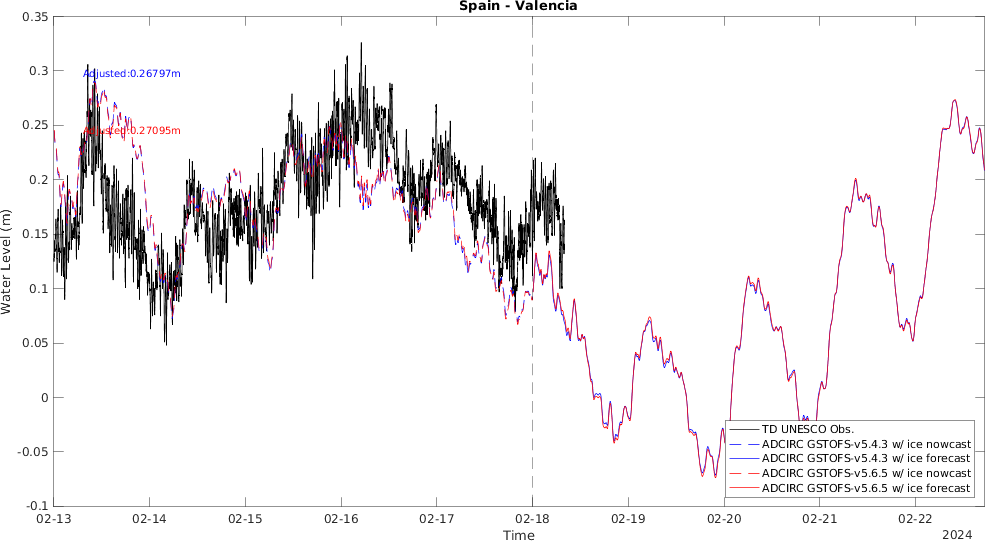 Spain - Valencia
0.35
0.3
0.25
0.2
0.15
0.1
0.05
0
-0.05
-0.1
Water Level (m)
Adjusted:0.26797m
Adjusted:0.27095m
TD UNESCO Obs.
ADCIRC GSTOFS-v5.4.3 w/ ice nowcast
ADCIRC GSTOFS-v5.4.3 w/ ice forecast
ADCIRC GSTOFS-v5.6.5 w/ ice nowcast
ADCIRC GSTOFS-v5.6.5 w/ ice forecast
02-13 02-14 02-15 02-16 02-17 02-18 02-19 02-20 02-21 02-22
Time
2024